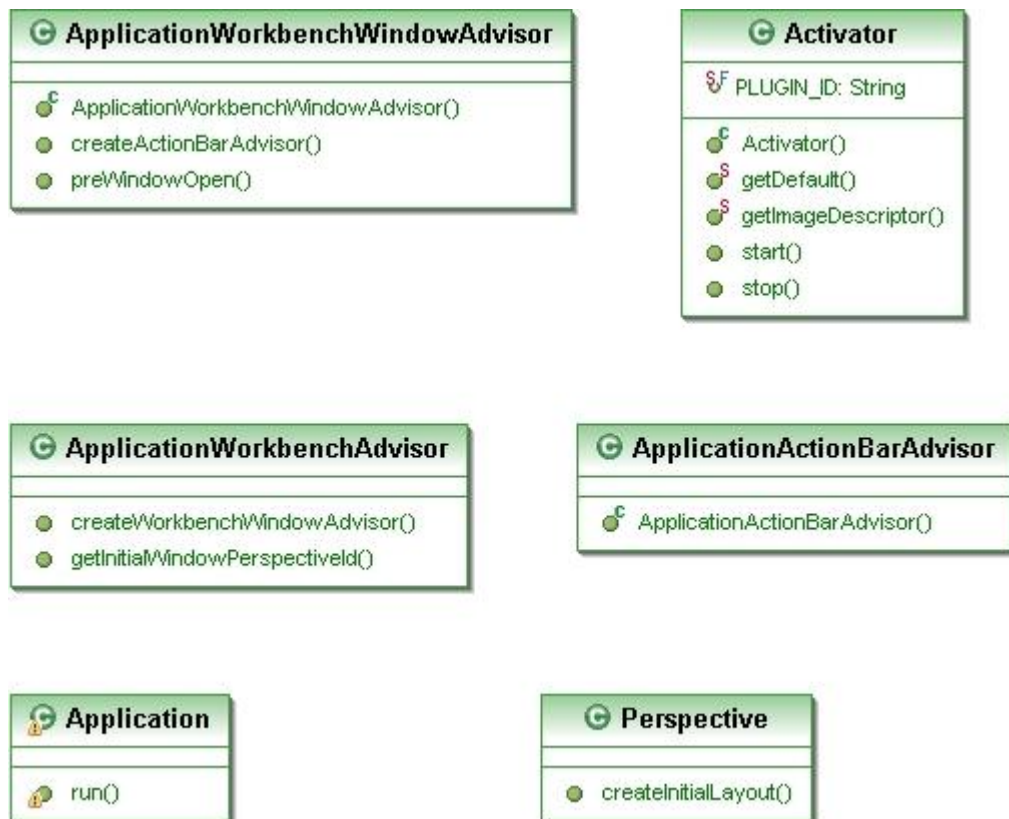 ApplicationWorkbenchWindowAdvisor
ApplicationWorkbenchWindowAdvisor()
createActionBarAdvisor()
preWindowOpen()
Activator
PLUGIN_ID: String
Activator()
getDefault()
getImageDescriptor()
start()
stop()
ApplicationWorkbenchAdvisor
createWorkbenchWindowAdvisor()
getInitialWindowPerspectiveId()
ApplicationActionBarAdvisor
ApplicationActionBarAdvisor()
Application
run()
Perspective
createInitialLayout()